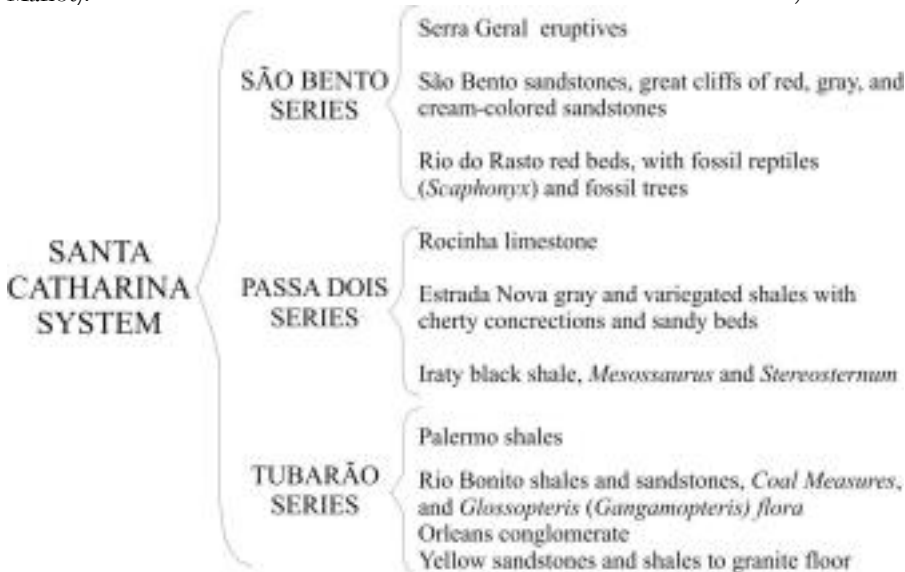 Serra Geral eruptives
SÃO BENTO
SERIES
São Bento sandstones, great cliffs of red, gray, and
cream-colored sandstones
Rio do Rasto red beds, with fossil reptiles
(Scaphonyx) and fossil trees
SANTA
CATHARINA
SYSTEM
Rocinha limestone
PASSA DOIS
SERIES
Estrada Nova gray and variegated shales with
cherty concrections and sandy beds
Iraty black shale, Mesossaurus and Stereosternum
Palermo shales
TUBARÃO
SERIES
Rio Bonito shales and sandstones, Coal Measures,
and Glossopteris (Gangamopteris) flora
Orleans conglomerate
Yellow sandstones and shales to granite floor